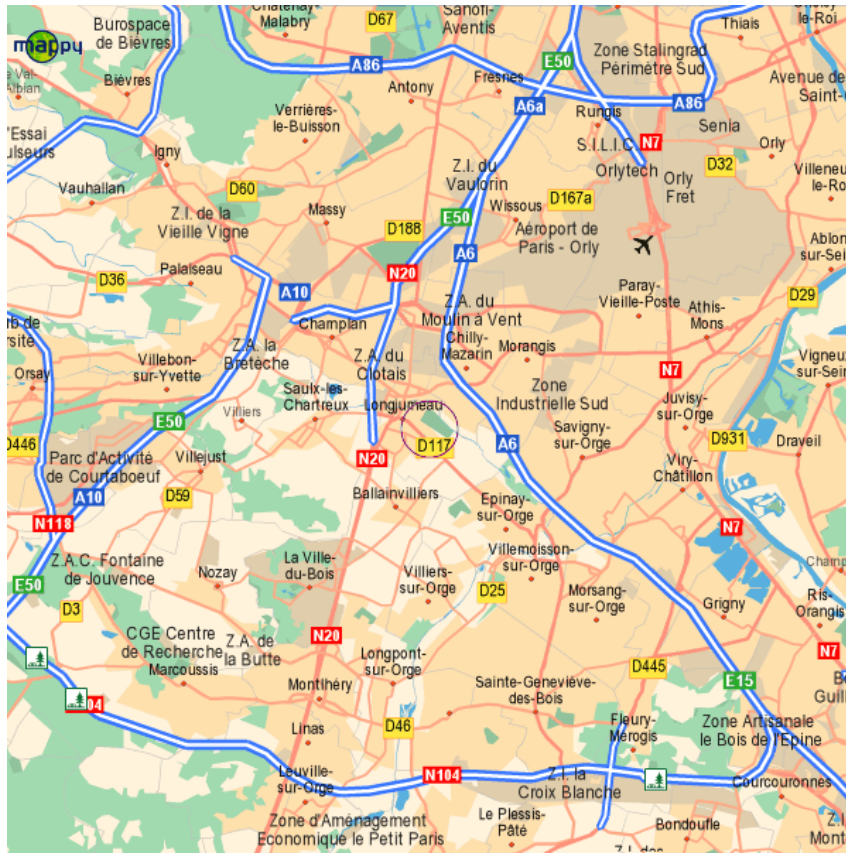 Burospace
de Bièvres
mappy
Malabry
D67
Sanofi-
Aventis
Thiais
le-Roi
E50
Zone Stalingrad
Périmètre Sud
A86
Bièvres
Antony
Fresnes
Avenue de
A6a
A86
Verrières-
le-Buisson
Rungis
Senia
'Essai
N7
Igny
S.I.L.I.C.
Orly
Z.I. du
Vaulorin
Orlytech
D32
Orly
Fret
Vauhallan
D60
D167a
Villeneu
le-Ro
Z.I. de la
Vieille Vigne
Massy
Wissous
E50
D188
Aéroport de
Paris - Orly
Ablon
sur-Sei
A6
N20
D36
Palaiseau
A10
Paray-
Vieille-Poste
D29
Z.A. du
Moulin à Vent
Athis-
Mons
Champlan
Z.A. la
Bretèche
Z.A. du
Clotais
Chilly-
Mazarin
Morangis
Villebon-
sur-Yvette
Vigneux
sur-Sein
Orsay
N7
Saulx-les-
Chartreux
Zone
Industrielle Sud
Villiers
Longjumeau
Juvisy-
sur-Orge
E50
D446
D117
A6
Savigny-
sur-Orge
D931
Draveil
Parc d'Activité
de Courtaboeuf
Villejust
N20
Viry-
Châtillon
A10
D59
Ballainvilliers
Epinay-
sur-Orge
N118
N7
Z.A.C. Fontaine
de Jouvence
La Ville-
du-Bois
Villemoisson-
sur-Orge
E50
Nozay
Villiers-
sur-Orge
D25
Morsang-
sur-Orge
Ris-
Orangis
D3
Grigny
CGE Centre
de Recherche
Z.A. de
la Butte
N20
Longpont-
sur-Orge
N7
Marcoussis
D445
E15
Montlhéry
Sainte-Geneviève-
des-Bois
04
Linas
D46
Fleury-
Mérogis
Zone Artisanale
le Bois de l'Epine
Leuville-
sur-Orge
N104
Z.I. la
Croix Blanche
Courcouronnes
Zone d'Aménagement
Economique le Petit Paris
Le Plessis-
Pâté
Bondoufle
Z.I.
Mont
Z.I. des